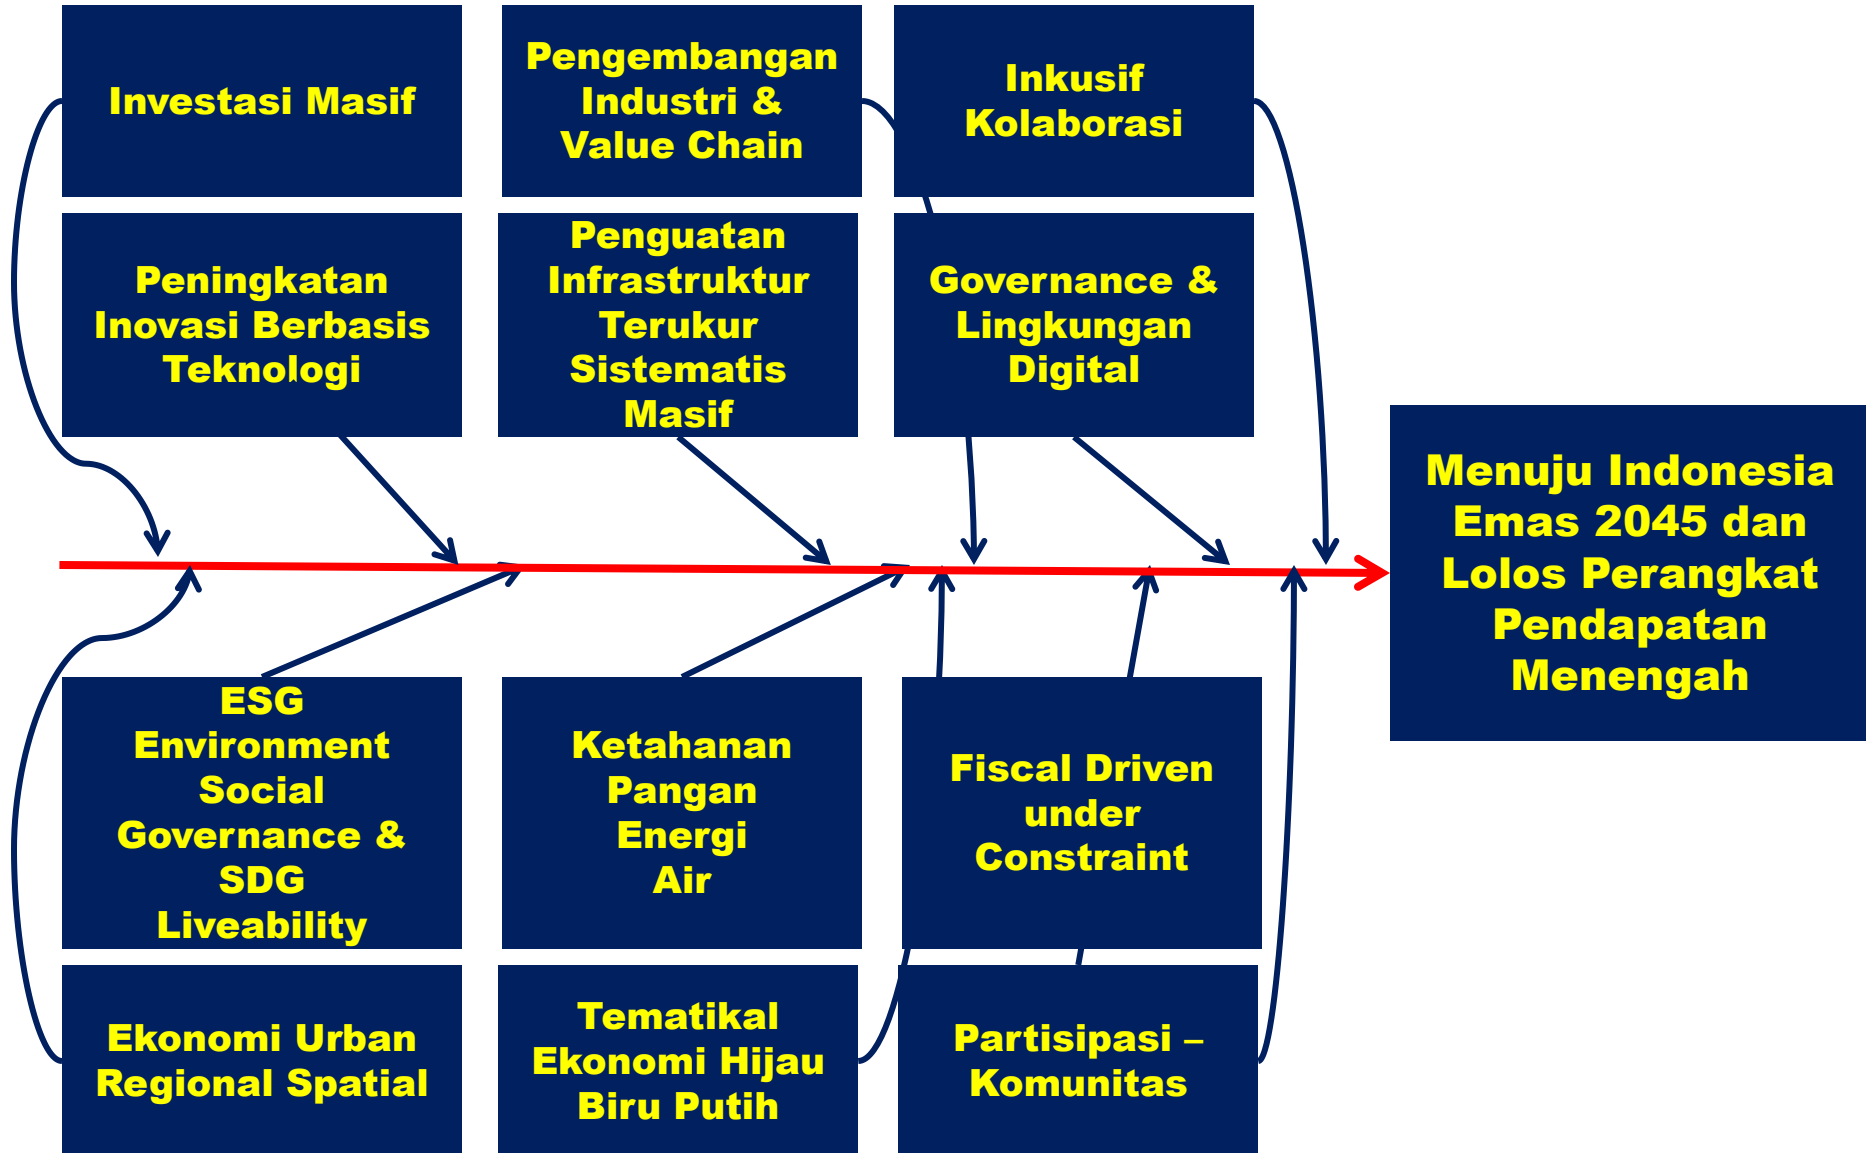 Investasi Masif
Pengembangan
Industri &
Value Chain
Inkusif
Kolaborasi
Peningkatan
Inovasi Berbasis
Teknologi
Penguatan
Infrastruktur
Terukur
Sistematis
Masif
Governance &
Lingkungan
Digital
Menuju Indonesia
Emas 2045 dan
Lolos Perangkat
Pendapatan
Menengah
ESG
Environment
Social
Governance &
SDG
Liveability
Ketahanan
Pangan
Energi
Air
Fiscal Driven
under
Constraint
Ekonomi Urban
Regional Spatial
Tematikal
Ekonomi Hijau
Biru Putih
Partisipasi –
Komunitas